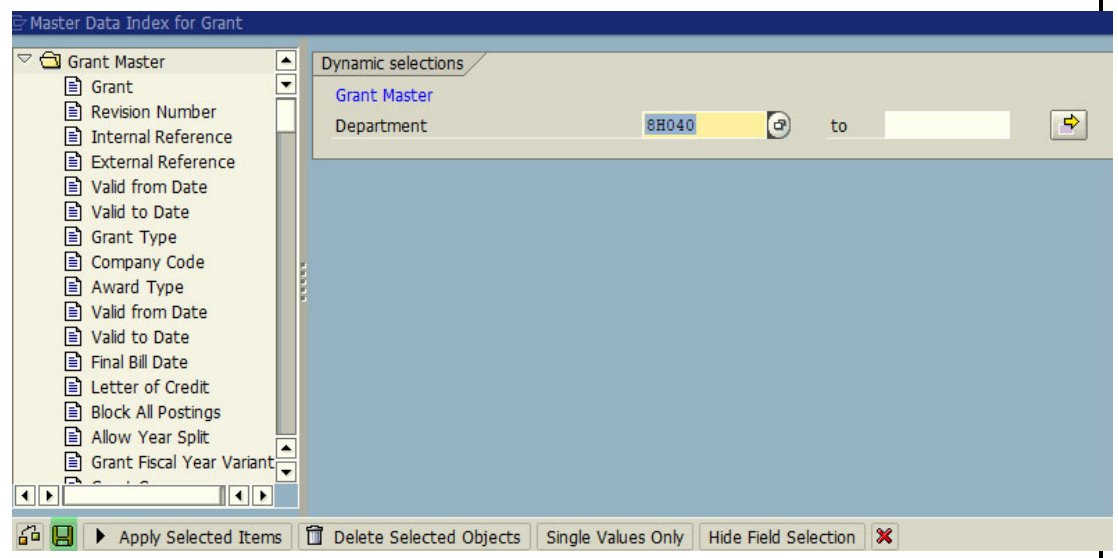 Master Data Index for Grant
Grant Master
Grant
Revision Number
Internal Reference
External Reference
Valid from Date
Valid to Date
Grant Type
Company Code
Award Type
Valid from Date
Valid to Date
Final Bill Date
Letter of Credit
Block All Postings
Allow Year Split
Grant Fiscal Year Variant
Dynamic selections
Grant Master
Department 8H040 to
Apply Selected Items Delete Selected Objects Single Values Only Hide Field Selection